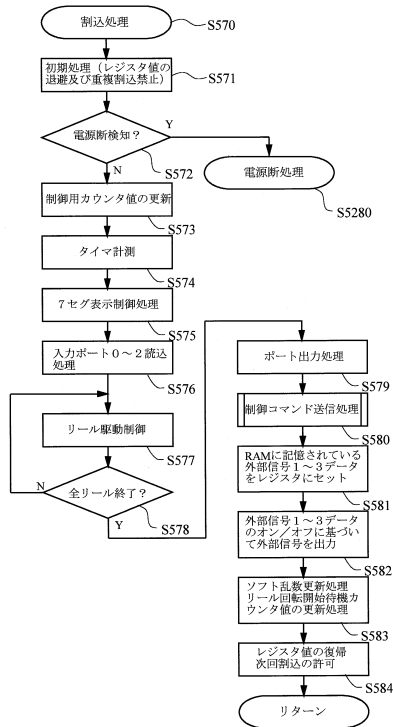 割込処理
S570
初期処理（レジスタ値の
退避及び重複割込禁止）
S571
電源断検知？
Y
N
S572
電源断処理
S5280
制御用カウンタ値の更新
S573
タイマ計測
S574
7セグ表示制御処理
S575
入力ポート0～2読込
処理
S576
リール駆動制御
S577
全リール終了？
N
Y
S578
ポート出力処理
S579
制御コマンド送信処理
S580
RAMに記憶されている
外部信号1～3データ
をレジスタにセット
S581
外部信号1～3データ
のオン／オフに基づい
て外部信号を出力
S582
ソフト乱数更新処理
リール回転開始待機カ
ウンタ値の更新処理
S583
レジスタ値の復帰
次回割込の許可
S584
リターン